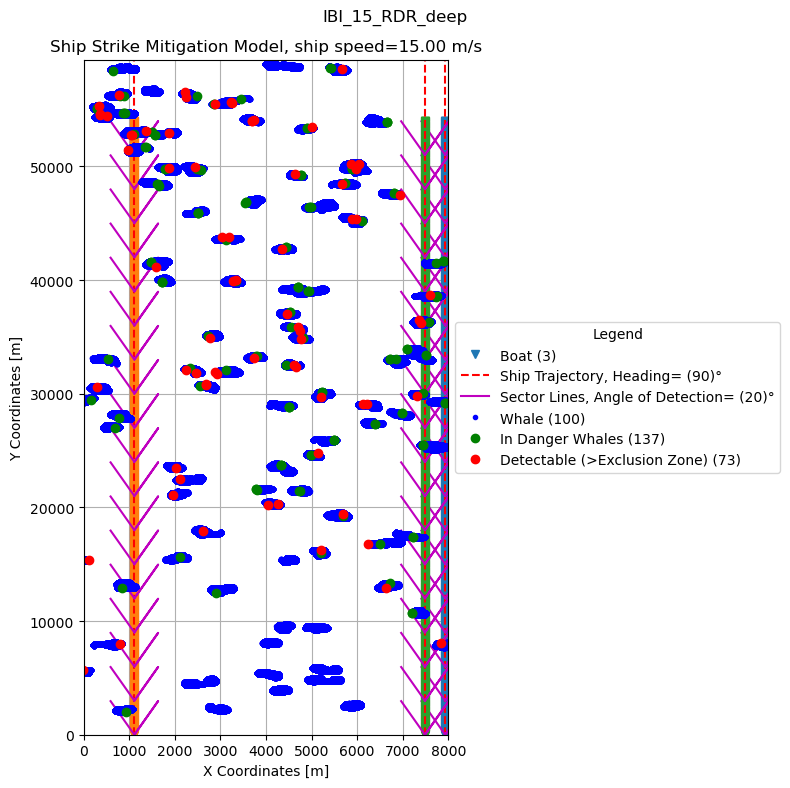 IBI_15_RDR_deep
Ship Strike Mitigation Model, ship speed=15.00 m/s
Y Coordinates [m]
50000
40000
30000
20000
10000
0
0 1000 2000 3000 4000 5000 6000 7000 8000
X Coordinates [m]
Legend
Boat (3)
Ship Trajectory, Heading= (90)°
Sector Lines, Angle of Detection= (20)°
Whale (100)
In Danger Whales (137)
Detectable (>Exclusion Zone) (73)